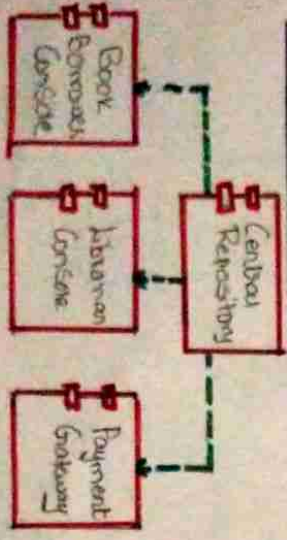 Central
Repository
Book
Borrower
Console
Librarian
Console
Payment
Gateway